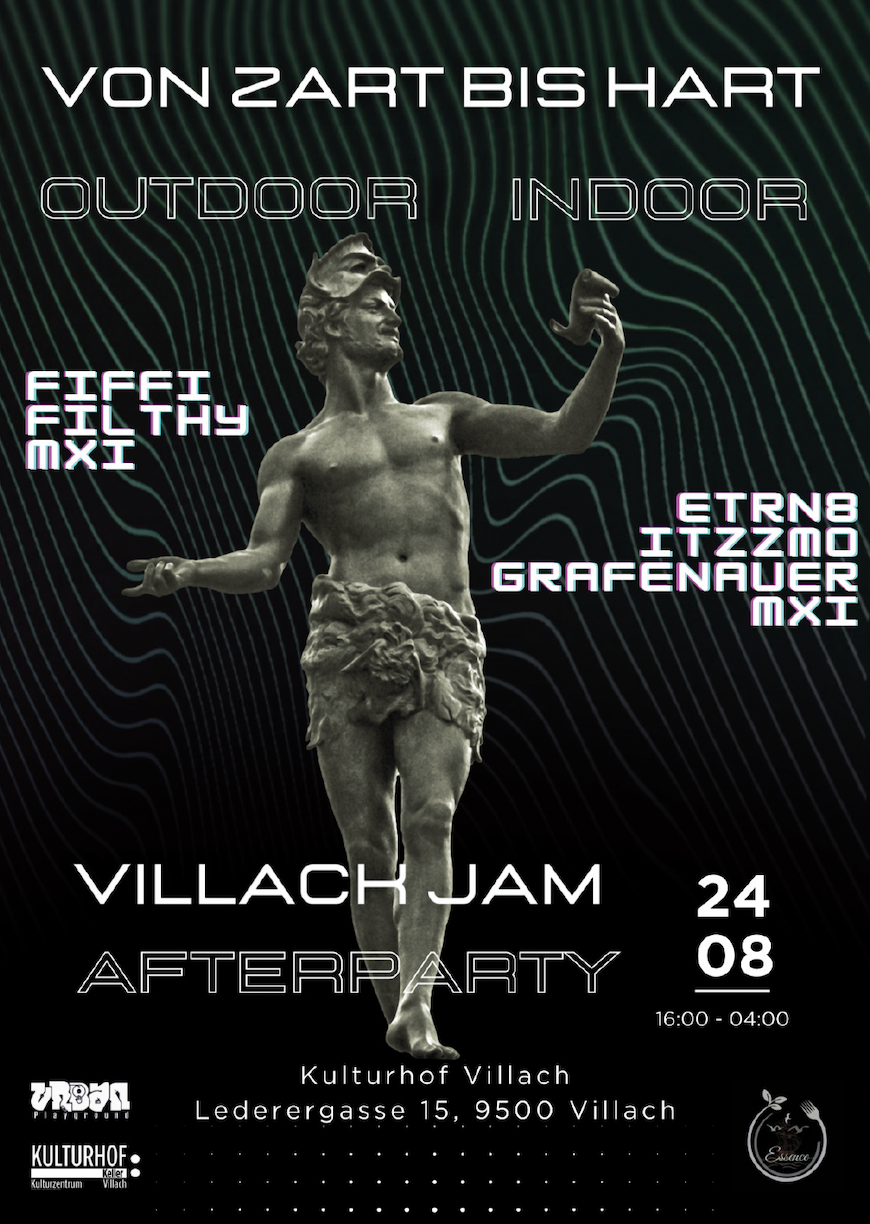 VON ZART BIS HART
OUTDOOR INDOOR
FIFFI
FILTHY
MXI
ETRN8
ITZZMO
GRAFENAUER
MXI
VILLACH JAM
AFTERPARTY
24
08
16:00 - 04:00
Kulturhof Villach
Lederergasse 15, 9500 Villach
URBAN
Playground
KULTURHOF:
Keller
Kulturzentrum Villach
Essence